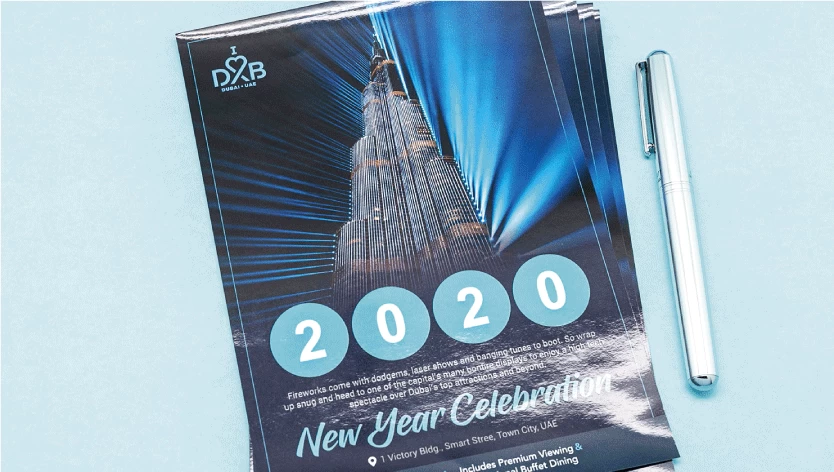 I
DXB
DUBAI • UAE
2020
Fireworks come with dodgems, laser shows and banging tunes to boot. So wrap
up snug and head to one of the capital's many bonfire displays to enjoy a high-tech
spectacle over Dubai's top attractions and beyond.
New Year Celebration
1 Victory Bldg., Smart Stree, Town City, UAE
Includes Premium Viewing &
Buffet Dining